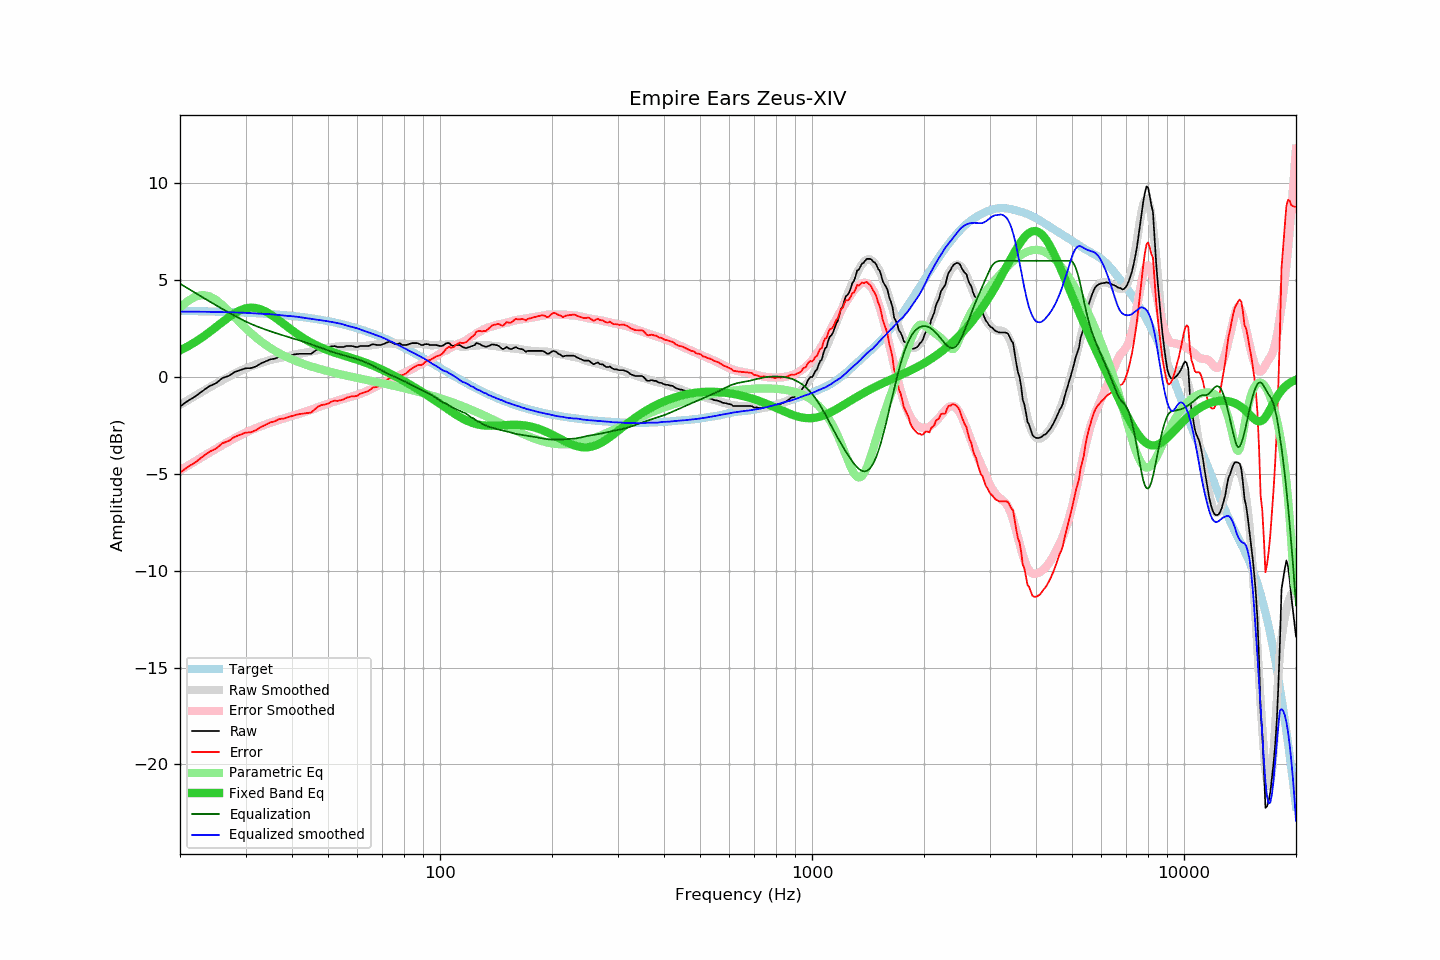 Empire Ears Zeus-XIV
Amplitude (dBr)
10
5
0
−5
−10
−15
−20
Target
Raw Smoothed
Error Smoothed
Raw
Error
Parametric Eq
Fixed Band Eq
Equalization
Equalized smoothed
100 1000 10000
Frequency (Hz)